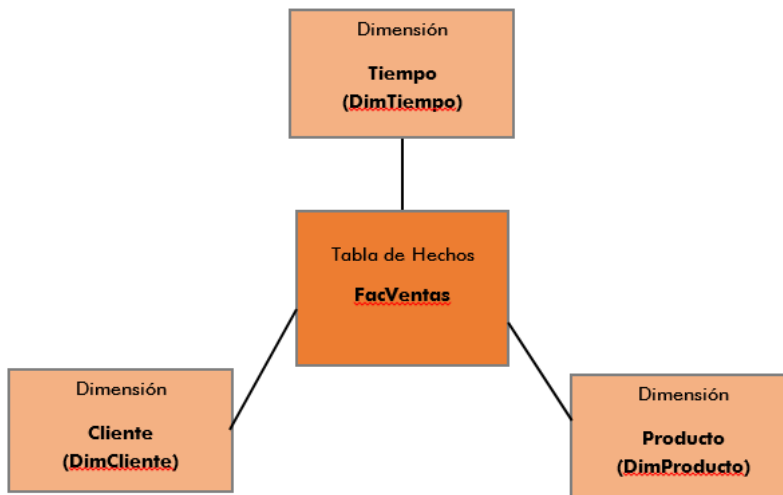 Dimensión
Tiempo
(DimTiempo)
Tabla de Hechos
FacVentas
Dimensión
Cliente
(DimCliente)
Dimensión
Producto
(DimProducto)